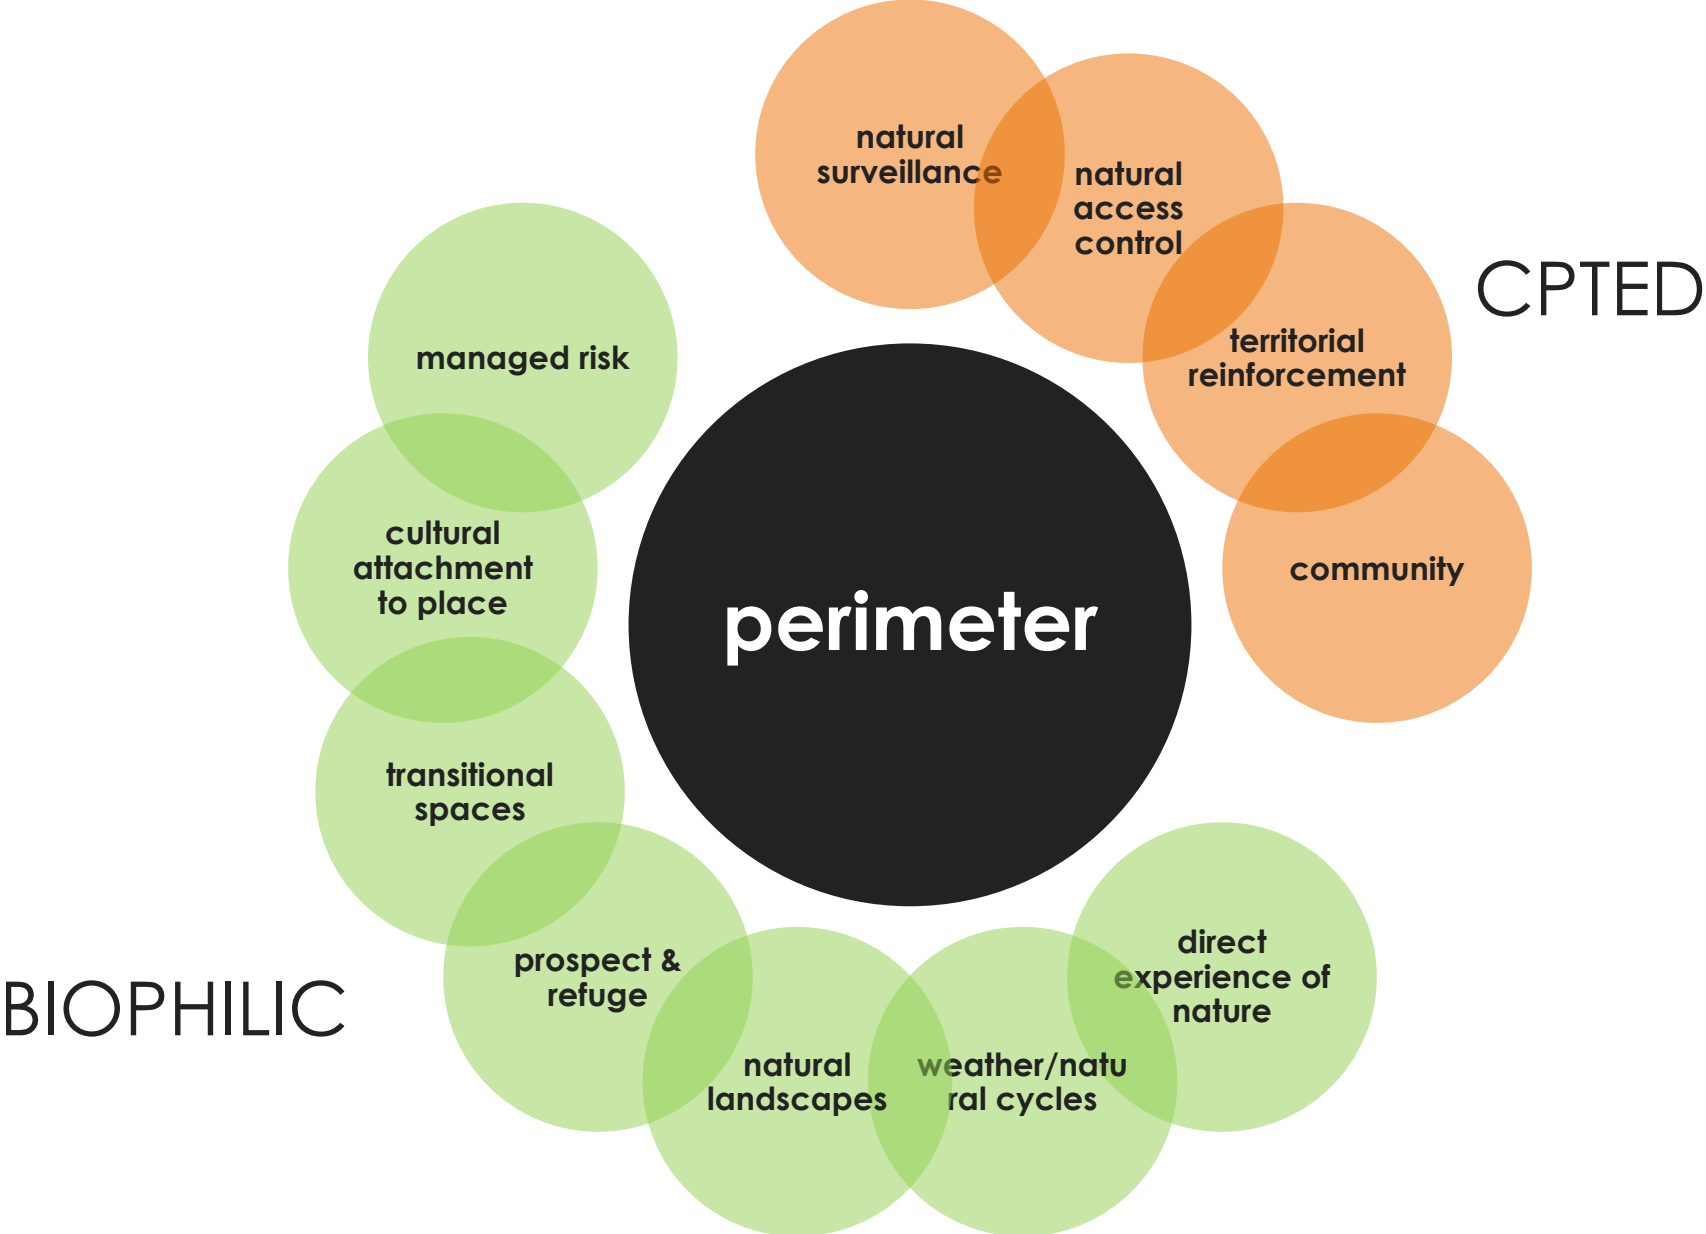 natural
surveillance
natural
access
control
CPTED
territorial
reinforcement
managed risk
cultural
attachment
to place
community
perimeter
transitional
spaces
prospect &
refuge
direct
experience of
nature
BIOPHILIC
natural
landscapes
weather/natu
ral cycles